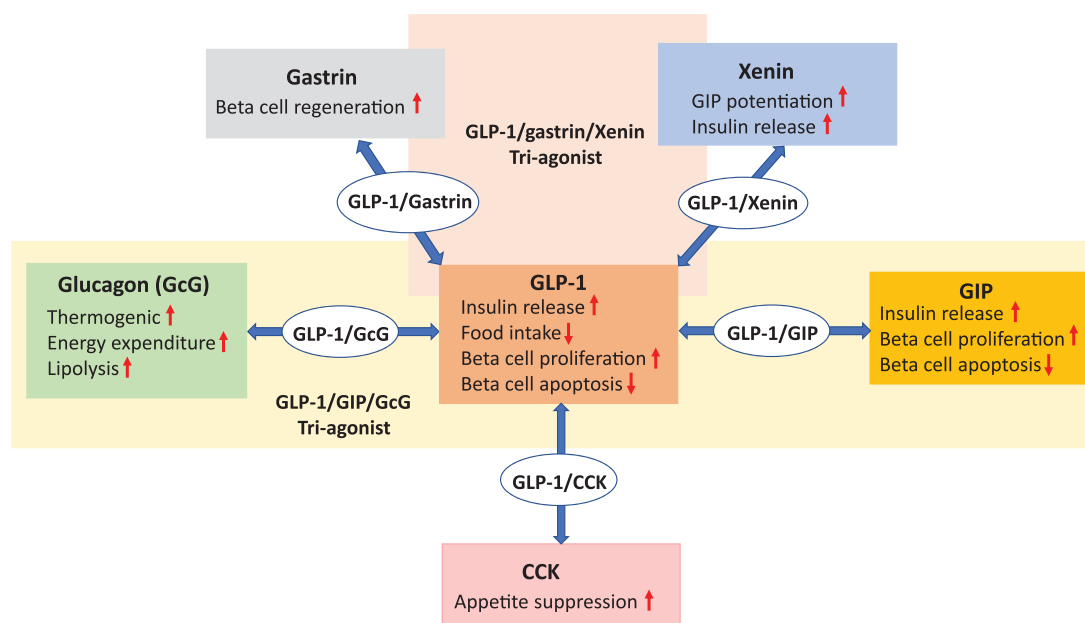 Gastrin
Beta cell regeneration
Xenin
GIP potentiation
Insulin release
GLP-1/gastrin/Xenin
Tri-agonist
GLP-1/Gastrin
GLP-1/Xenin
Glucagon (GcG)
Thermogenic
Energy expenditure
Lipolysis
GLP-1/GcG
GLP-1
Insulin release
Food intake
Beta cell proliferation
Beta cell apoptosis
GLP-1/GIP
GIP
Insulin release
Beta cell proliferation
Beta cell apoptosis
GLP-1/GIP/GcG
Tri-agonist
GLP-1/CCK
CCK
Appetite suppression